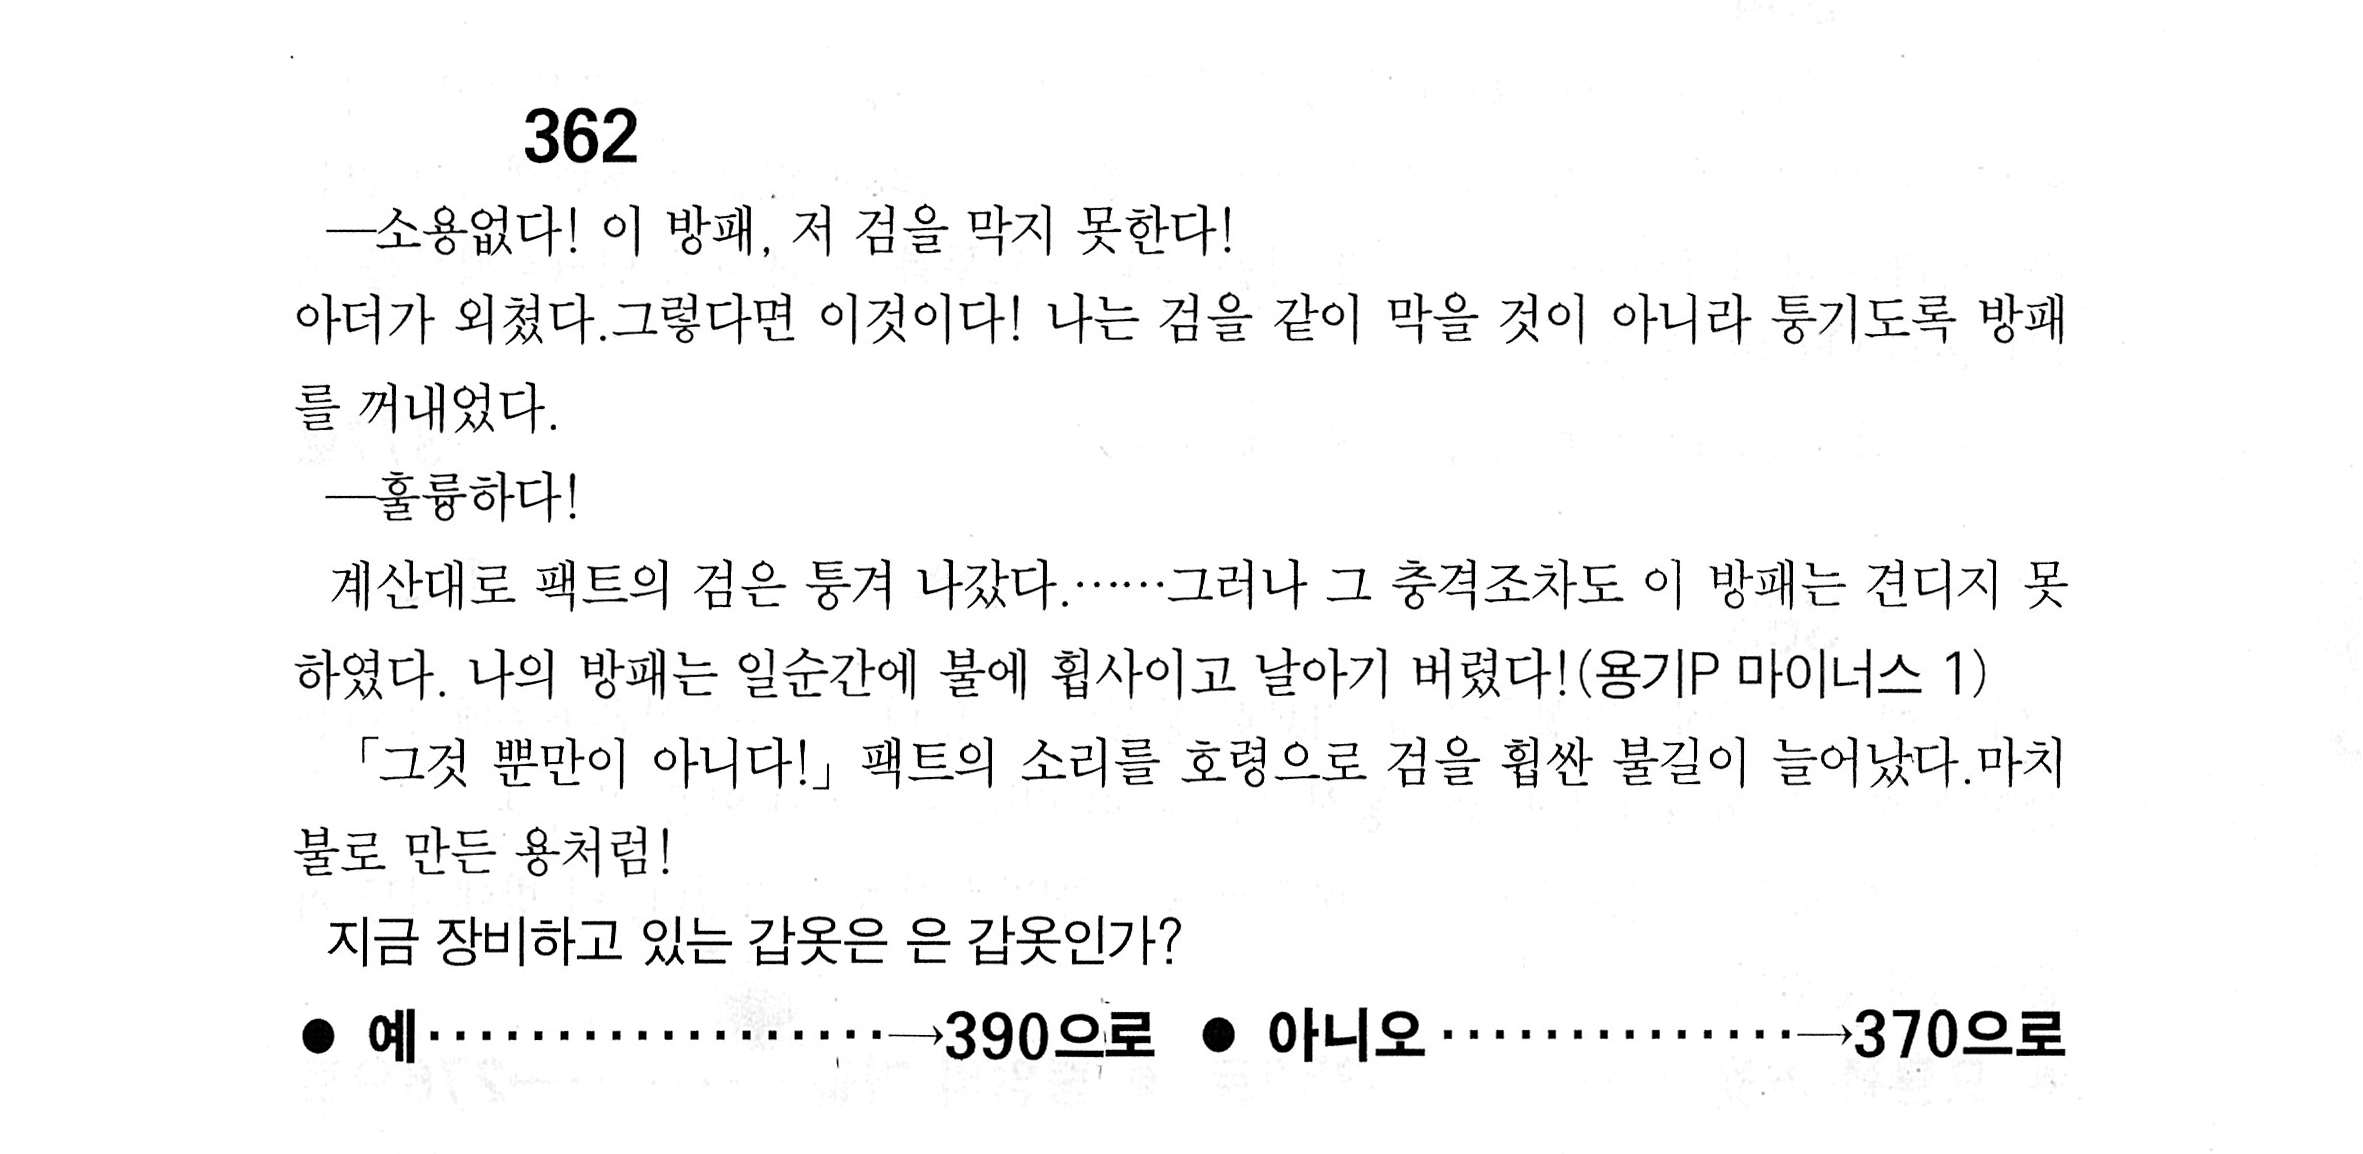 362
—소용없다! 이 방패, 저 검을 막지 못한다!
아더가 외쳤다.그렇다면 이것이다! 나는 검을 같이 막을 것이 아니라 퉁기도록 방패
를 꺼내었다.
—훌륭하다!
계산대로 팩트의 검은 퉁겨 나갔다.……그러나 그 충격조차도 이 방패는 견디지 못
하였다. 나의 방패는 일순간에 불에 휩사이고 날아기 버렸다!(용기P 마이너스 1)
「그것 뿐만이 아니다!」팩트의 소리를 호령으로 검을 휩싼 불길이 늘어났다.마치
불로 만든 용처럼!
지금 장비하고 있는 갑옷은 은 갑옷인가?
● 예··················→390으로 ● 아니오··············→370으로